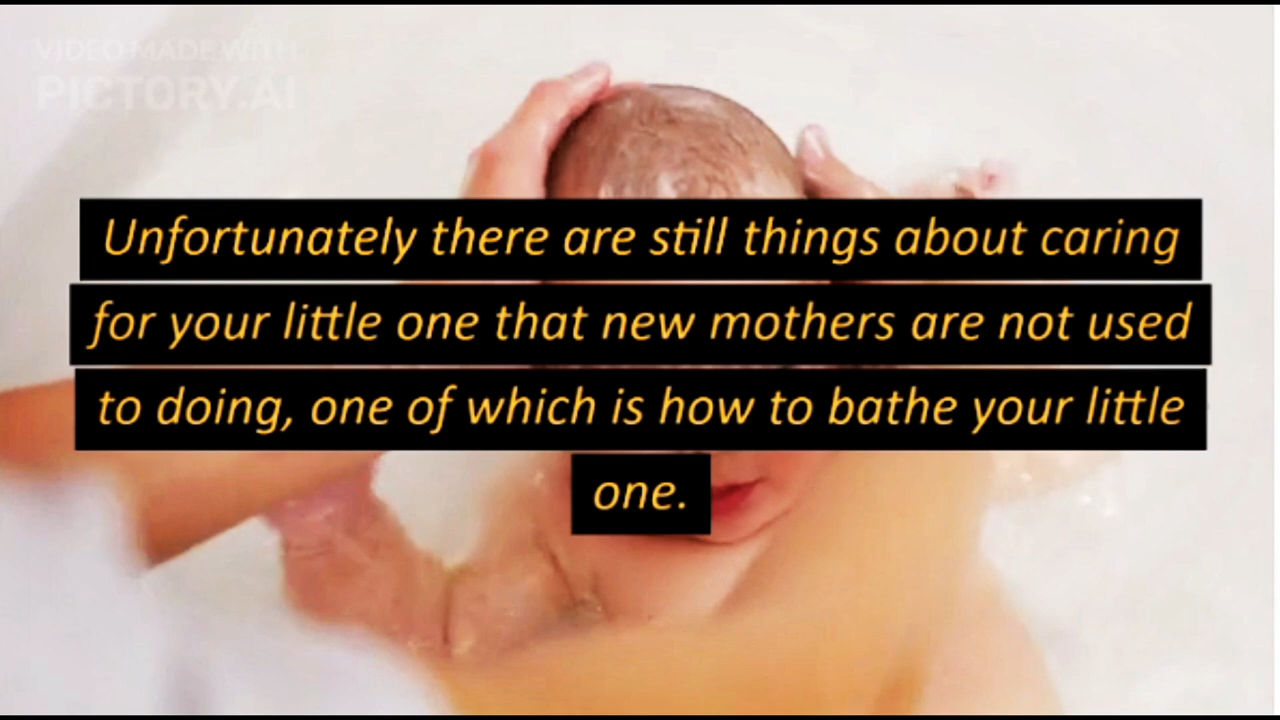 VIDEO MADE WITH
PICTORY.AI
Unfortunately there are still things about caring
for your little one that new mothers are not used
to doing, one of which is how to bathe your little
one.